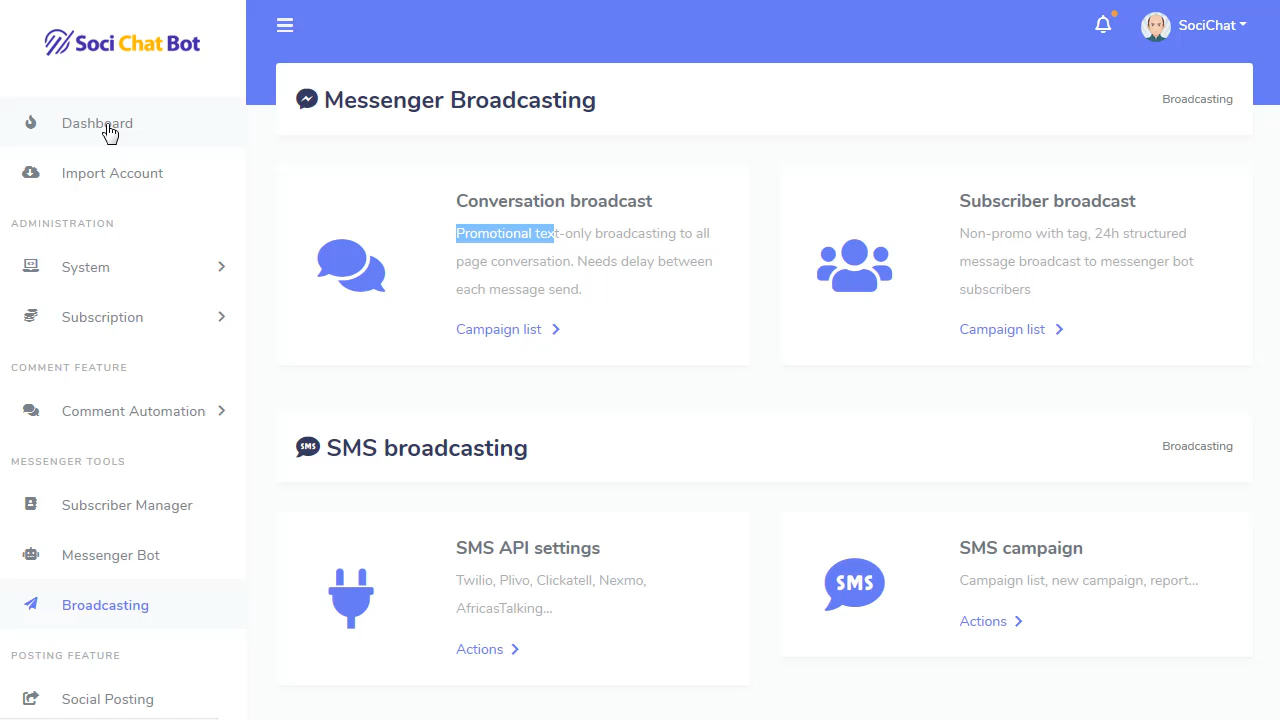 Soci Chat Bot
SociChat
Dashboard
Import Account
ADMINISTRATION
System
Subscription
COMMENT FEATURE
Comment Automation
MESSENGER TOOLS
Subscriber Manager
Messenger Bot
Broadcasting
POSTING FEATURE
Social Posting
Messenger Broadcasting
Broadcasting
Conversation broadcast
Promotional text-only broadcasting to all
page conversation. Needs delay between
each message send.
Campaign list
Subscriber broadcast
Non-promo with tag, 24h structured
message broadcast to messenger bot
subscribers
Campaign list
SMS SMS broadcasting
Broadcasting
SMS API settings
Twilio, Plivo, Clickatell, Nexmo,
AfricasTalking...
Actions
SMS
SMS campaign
Campaign list, new campaign, report...
Actions